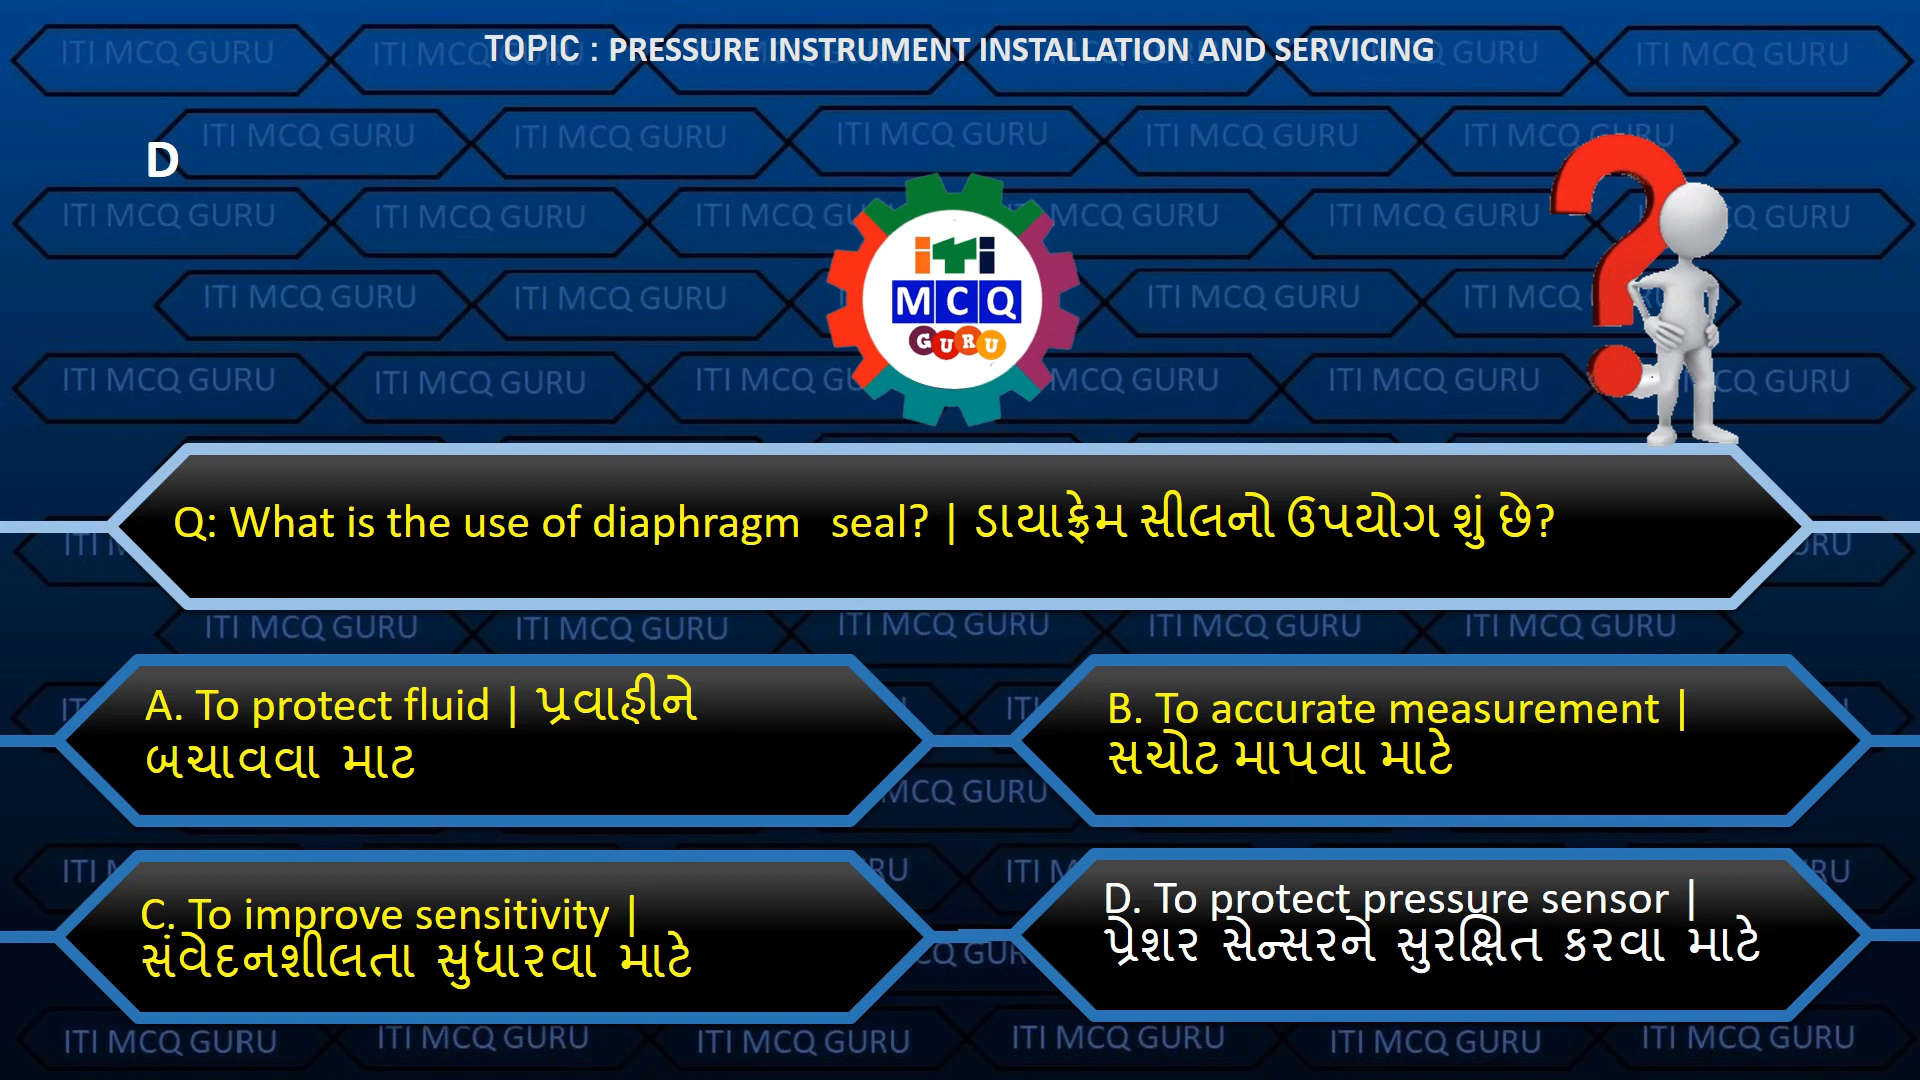 TOPIC : PRESSURE INSTRUMENT INSTALLATION AND SERVICING
D
iTi
MCQ
GURU
Q: What is the use of diaphragm seal? | ડાયાફ્રેમ સીલનો ઉપયોગ શું છે?
A. To protect fluid | પ્રવાહીને
બચાવવા માટ
B. To accurate measurement |
સચોટ માપવા માટે
C. To improve sensitivity |
સંવેદનશીલતા સુધારવા માટે
D. To protect pressure sensor |
પ્રેશર સેન્સરને સુરક્ષિત કરવા માટે